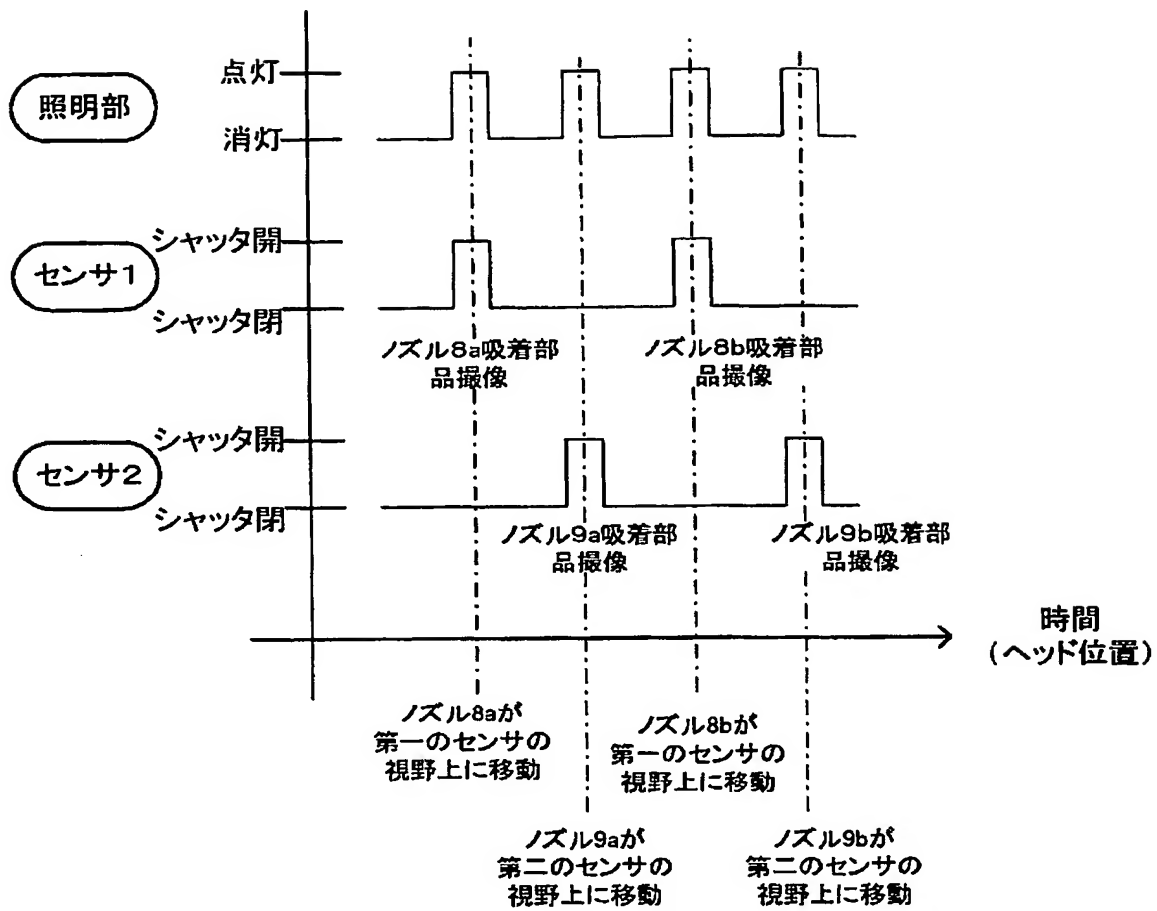 照明部
点灯
消灯
センサ1
シャッタ開
シャッタ閉
ノズル8a吸着部
品撮像
ノズル8b吸着部
品撮像
センサ2
シャッタ開
シャッタ閉
ノズル9a吸着部
品撮像
ノズル9b吸着部
品撮像
時間
(ヘッド位置)
ノズル8aが
第一のセンサの
視野上に移動
ノズル8bが
第一のセンサの
視野上に移動
ノズル9aが
第二のセンサの
視野上に移動
ノズル9bが
第二のセンサの
視野上に移動